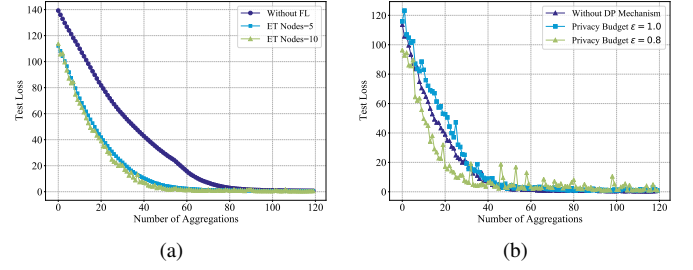 Without FL
ET Nodes=5
ET Nodes=10
Test Loss
140
120
100
80
60
40
20
0
0 20 40 60 80 100 120
Number of Aggregations
(a)
Without DP Mechanism
Privacy Budget ε = 1.0
Privacy Budget ε = 0.8
Test Loss
120
100
80
60
40
20
0
0 20 40 60 80 100 120
Number of Aggregations
(b)